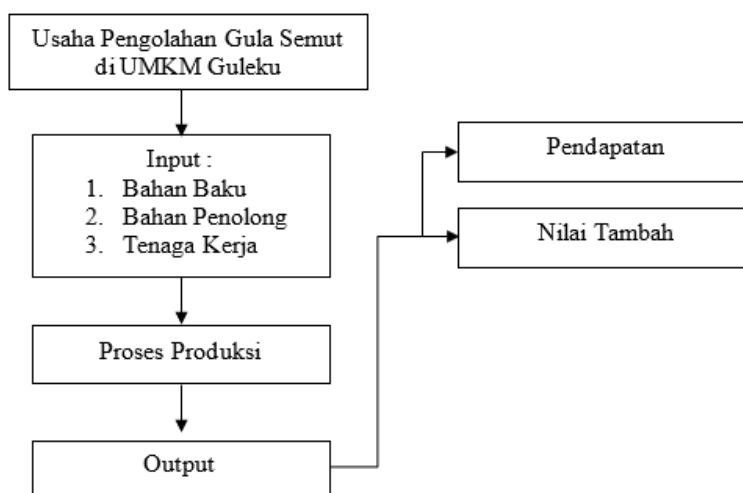 Usaha Pengolahan Gula Semut
di UMKM Guleku
Input :
1. Bahan Baku
2. Bahan Penolong
3. Tenaga Kerja
Proses Produksi
Output
Pendapatan
Nilai Tambah